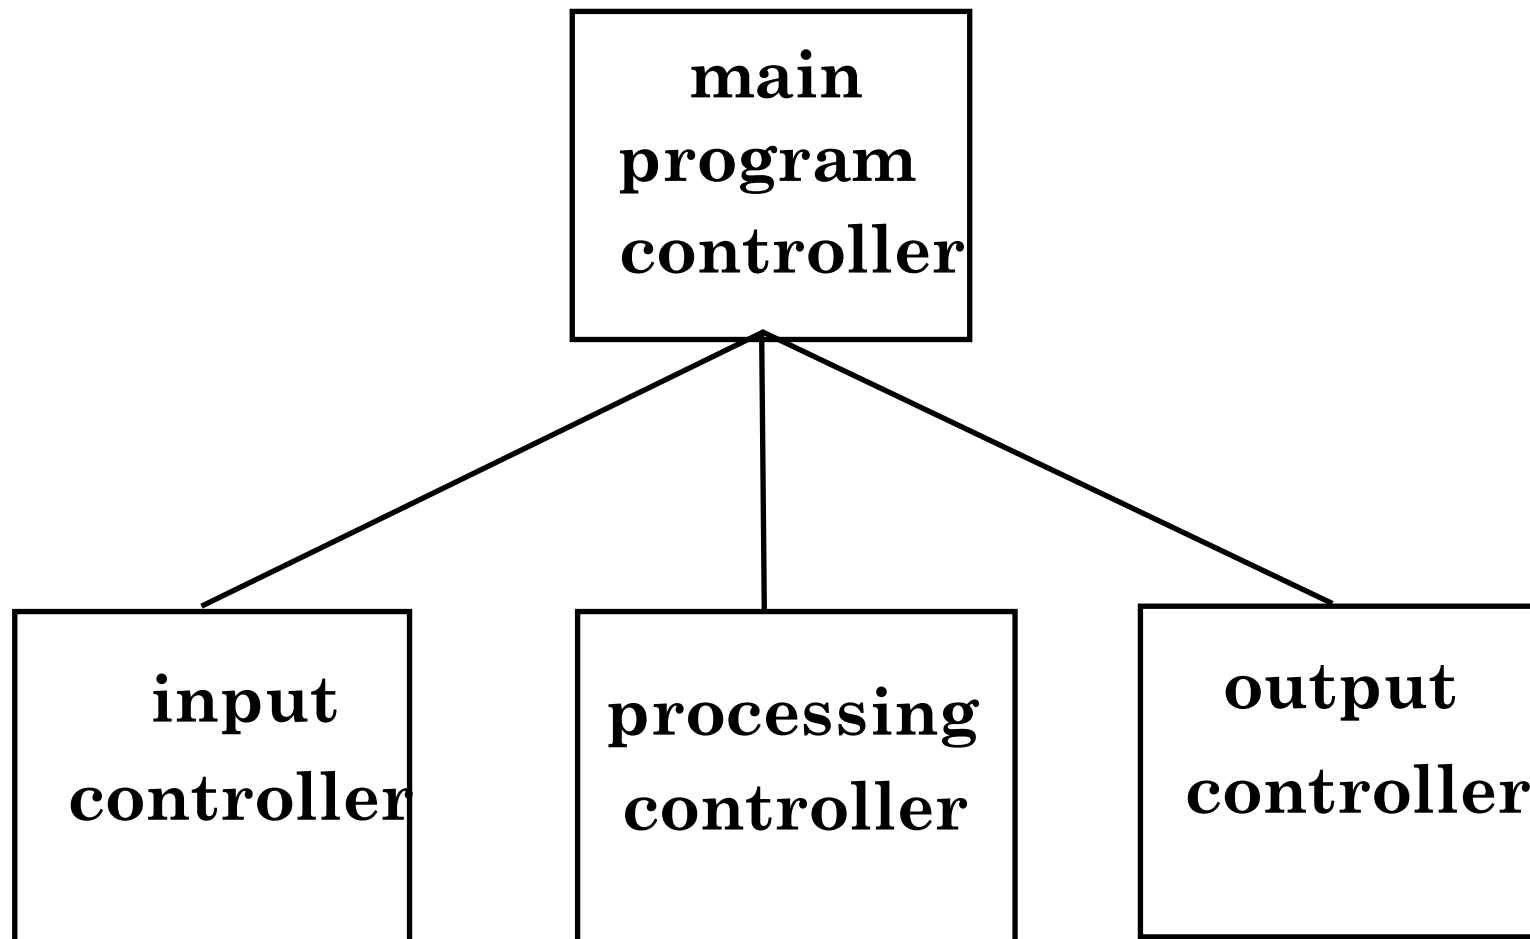 main
program
controller
input
controller
processing
controller
output
controller